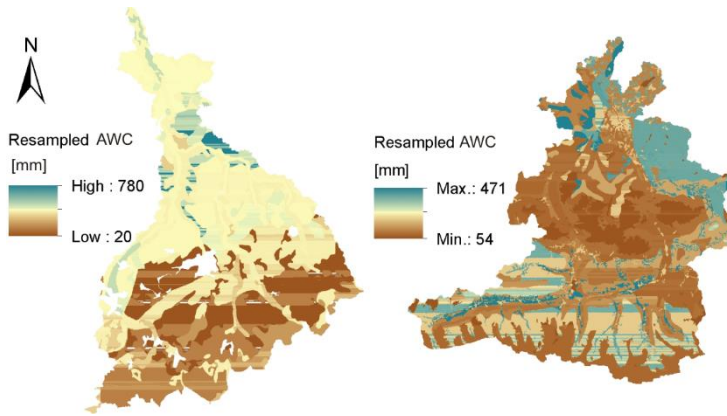 N
Resampled AWC
[mm]
High : 780
Low : 20
Resampled AWC
[mm]
Max.: 471
Min.: 54